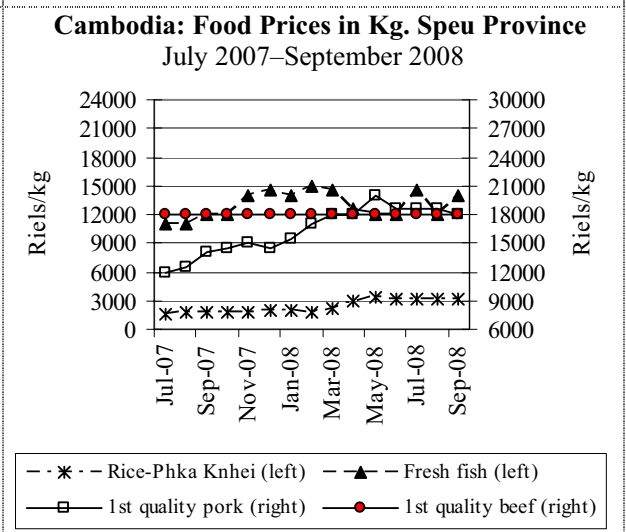 Cambodia: Food Prices in Kg. Speu Province
July 2007–September 2008
24000
21000
18000
15000
12000
9000
6000
3000
0
Riels/kg
30000
27000
24000
21000
18000
15000
12000
9000
6000
Riels/kg
Jul-07
Sep-07
Nov-07
Jan-08
Mar-08
May-08
Jul-08
Sep-08
Rice-Phka Knhei (left)
Fresh fish (left)
1st quality pork (right)
1st quality beef (right)